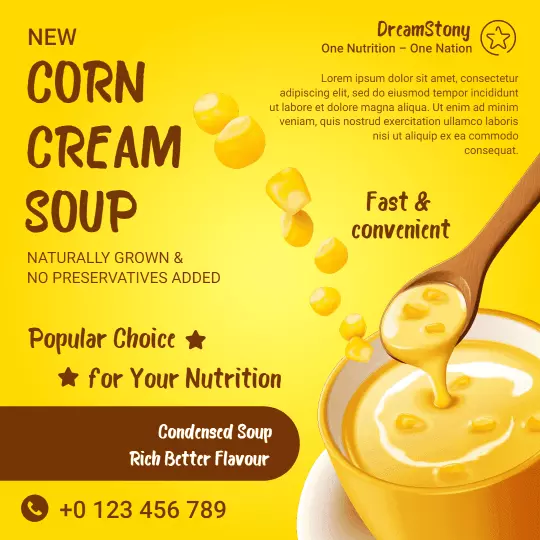 NEW
CORN
CREAM
SOUP
NATURALLY GROWN &
NO PRESERVATIVES ADDED
DreamStony
One Nutrition – One Nation
Lorem ipsum dolor sit amet, consectetur
adipiscing elit, sed do eiusmod tempor incididunt
ut labore et dolore magna aliqua. Ut enim ad minim
veniam, quis nostrud exercitation ullamco laboris
nisi ut aliquip ex ea commodo
consequat.
Fast &
convenient
Popular Choice
for Your Nutrition
Condensed Soup
Rich Better Flavour
+0 123 456 789